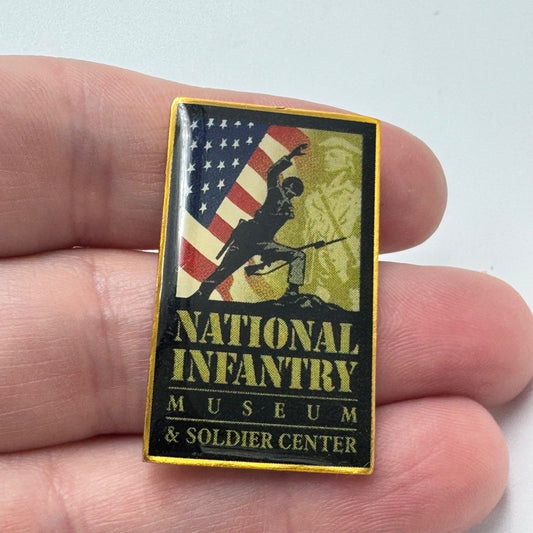 NATIONAL
INFANTRY
MUSEUM
& SOLDIER CENTER